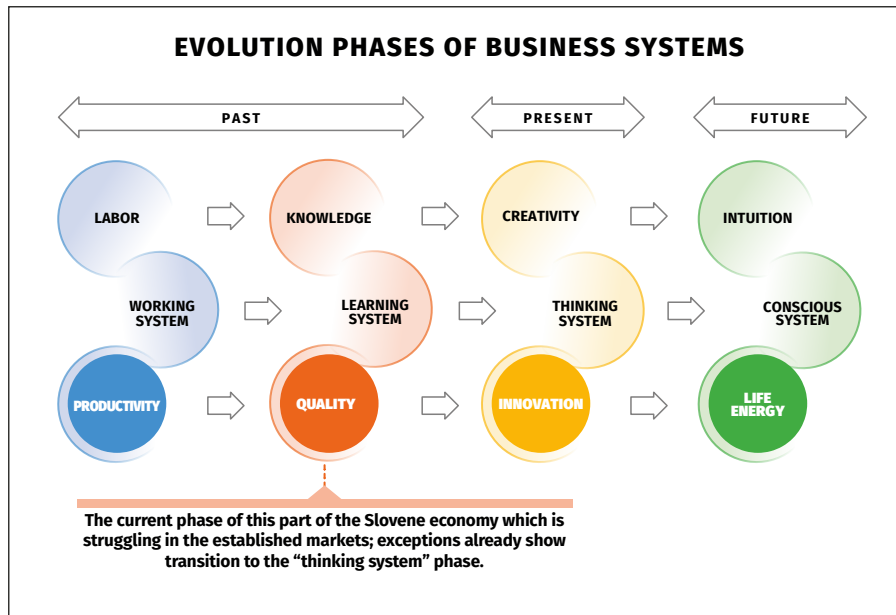 EVOLUTION PHASES OF BUSINESS SYSTEMS
PAST
PRESENT
FUTURE
LABOR
KNOWLEDGE
CREATIVITY
INTUITION
WORKING
SYSTEM
LEARNING
SYSTEM
THINKING
SYSTEM
CONSCIOUS
SYSTEM
PRODUCTIVITY
QUALITY
INNOVATION
LIFE
ENERGY
The current phase of this part of the Slovene economy which is
struggling in the established markets; exceptions already show
transition to the “thinking system” phase.